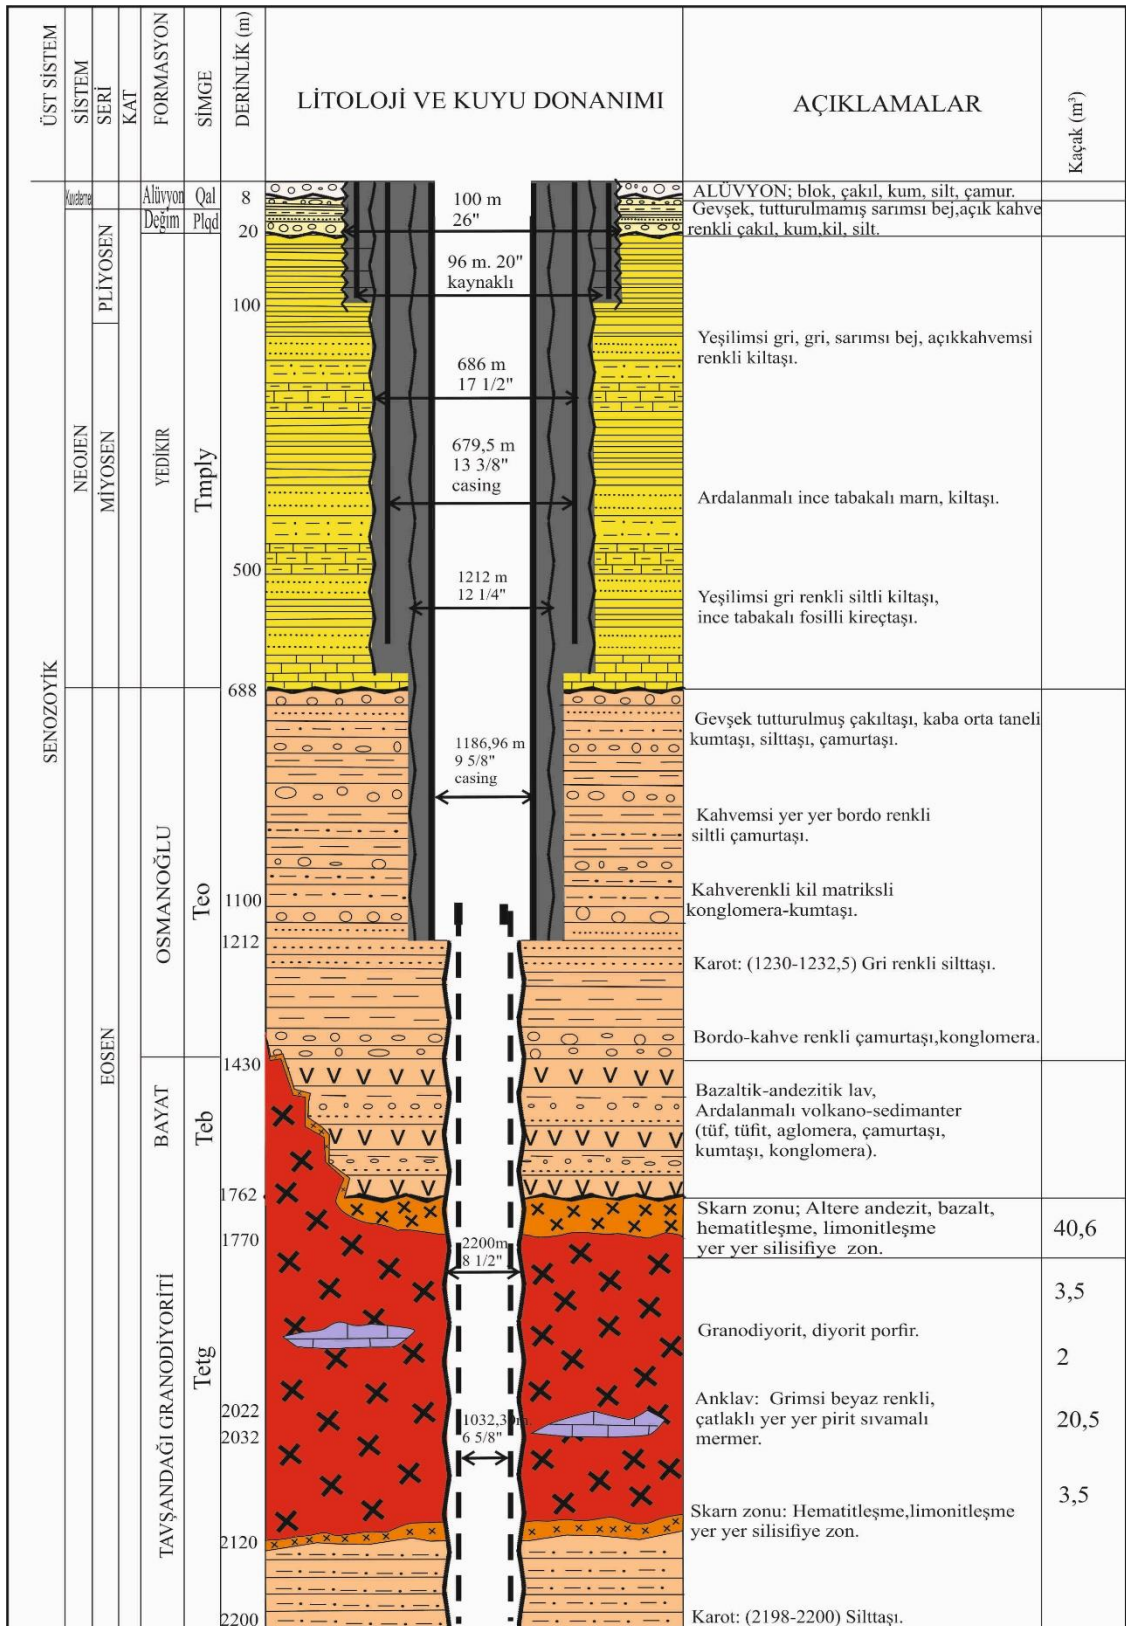 ÜST SİSTEM
SİSTEM
SERİ
KAT
FORMASYON
SİMGE
DERİNLİK (m)
LİTOLOJİ VE KUYU DONANIMI
AÇIKLAMALAR
Kaçak (m³)
SENOZOYİK
Kuvaterner
NEOJEN
PLİYOSEN
MİYOSEN
EOSEN
Alüvyon
Değim
YEDİKIR
OSMANOĞLU
BAYAT
TAVŞANDAĞI GRANODİYORİTİ
Qal
Plqd
Tmply
Teo
Teb
Tetg
8
20
100
500
688
1100
1212
1430
1762
1770
2022
2032
2120
2200
100 m
26"
96 m. 20"
kaynaklı
686 m
17 1/2"
679,5 m
13 3/8"
casing
1212 m
12 1/4"
1186,96 m
9 5/8"
casing
2200m
8 1/2"
1032,30m.
6 5/8"
ALÜVYON; blok, çakıl, kum, silt, çamur.
Gevşek, tutturulmamış sarımsı bej,açık kahve
renkli çakıl, kum,kil, silt.
Yeşilimsi gri, gri, sarımsı bej, açıkkahvemsi
renkli kiltaşı.
Ardalanmalı ince tabakalı marn, kiltaşı.
Yeşilimsi gri renkli siltli kiltaşı,
ince tabakalı fosilli kireçtaşı.
Gevşek tutturulmuş çakıltaşı, kaba orta taneli
kumtaşı, silttaşı, çamurtaşı.
Kahvemsi yer yer bordo renkli
siltli çamurtaşı.
Kahverenkli kil matriksli
konglomera-kumtaşı.
Karot: (1230-1232,5) Gri renkli silttaşı.
Bordo-kahve renkli çamurtaşı,konglomera.
Bazaltik-andezitik lav,
Ardalanmalı volkano-sedimanter
(tüf, tüfit, aglomera, çamurtaşı,
kumtaşı, konglomera).
Skarn zonu; Altere andezit, bazalt,
hematitleşme, limonitleşme
yer yer silisifiye zon.
Granodiyorit, diyorit porfir.
Anklav: Grimsi beyaz renkli,
çatlaklı yer yer pirit sıvamalı
mermer.
Skarn zonu: Hematitleşme,limonitleşme
yer yer silisifiye zon.
Karot: (2198-2200) Silttaşı.
40,6
3,5
2
20,5
3,5